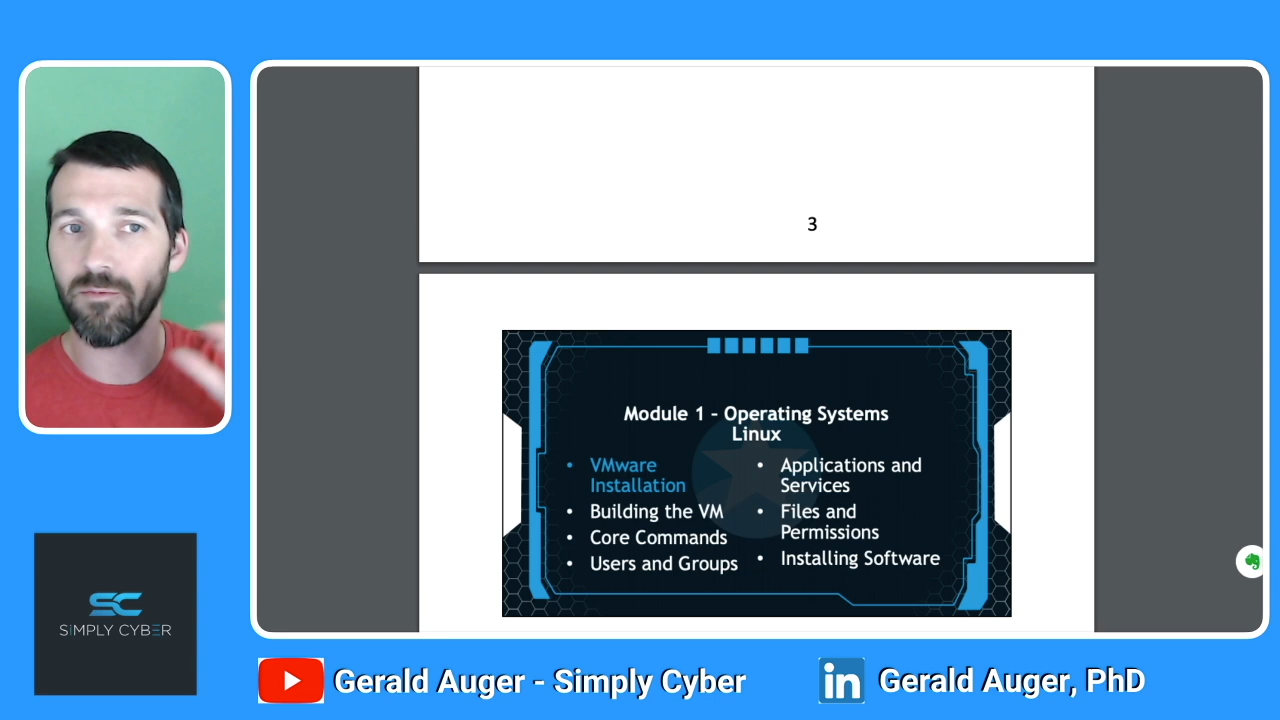 3
Module 1 – Operating Systems
Linux
• VMware
Installation
• Building the VM
• Core Commands
• Users and Groups
• Applications and
Services
• Files and
Permissions
• Installing Software
SC
SiMPLY CYBER
Gerald Auger - Simply Cyber
in
Gerald Auger, PhD